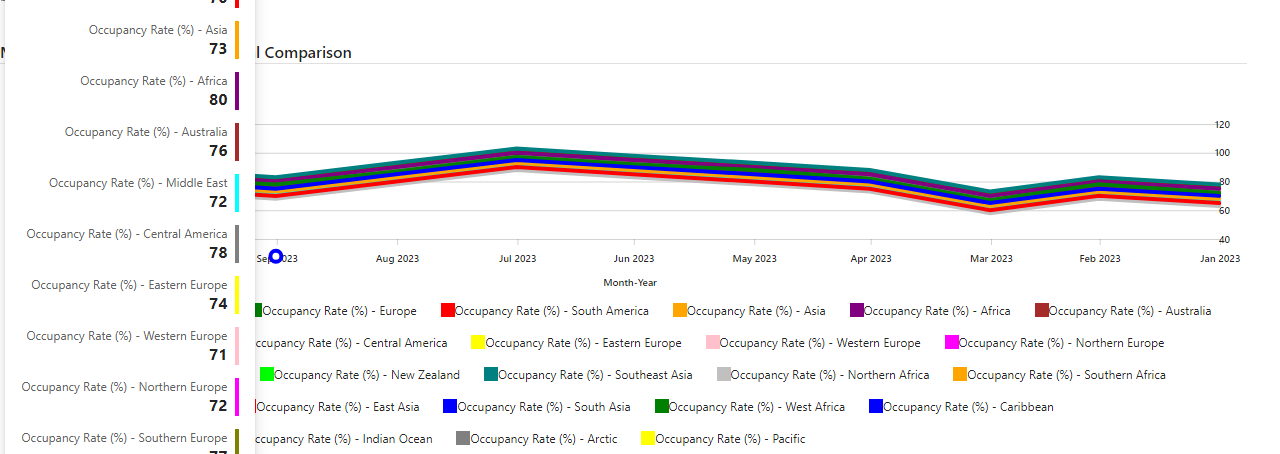 Occupancy Rate (%) - Asia
73
Occupancy Rate (%) - Africa
80
Occupancy Rate (%) - Australia
76
Occupancy Rate (%) - Middle East
72
Occupancy Rate (%) - Central America
78
Occupancy Rate (%) - Eastern Europe
74
Occupancy Rate (%) - Western Europe
71
Occupancy Rate (%) - Northern Europe
72
Occupancy Rate (%) - Southern Europe
Comparison
120
100
80
60
40
2023
Aug 2023
Jul 2023
Jun 2023
May 2023
Apr 2023
Mar 2023
Feb 2023
Jan 2023
Month-Year
Occupancy Rate (%) - Europe
Occupancy Rate (%) - South America
Occupancy Rate (%) - Asia
Occupancy Rate (%) - Africa
Occupancy Rate (%) - Australia
Rate (%) - Central America
Occupancy Rate (%) - Eastern Europe
Occupancy Rate (%) - Western Europe
Occupancy Rate (%) - Northern Europe
Occupancy Rate (%) - New Zealand
Occupancy Rate (%) - Southeast Asia
Occupancy Rate (%) - Northern Africa
Occupancy Rate (%) - Southern Africa
Occupancy Rate (%) - East Asia
Occupancy Rate (%) - South Asia
Occupancy Rate (%) - West Africa
Occupancy Rate (%) - Caribbean
Rate (%) - Indian Ocean
Occupancy Rate (%) - Arctic
Occupancy Rate (%) - Pacific